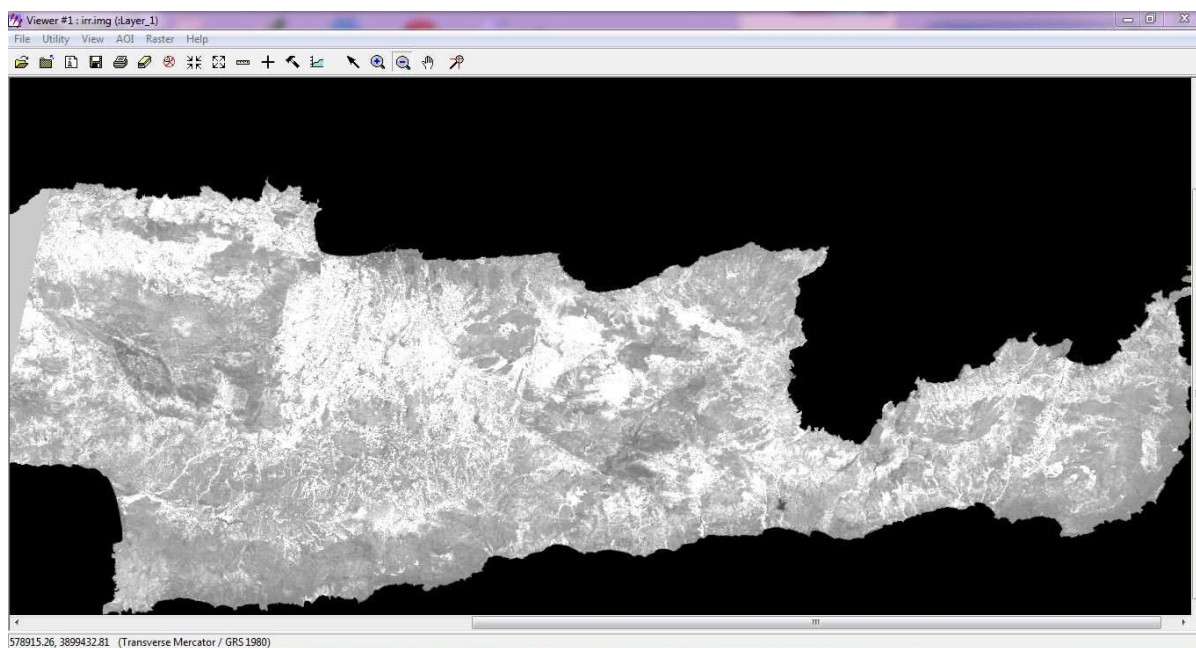 Viewer #1 : irr.img (:Layer_1)
File Utility View AOI Raster Help
578915.26, 3899432.81 (Transverse Mercator / GRS 1980)